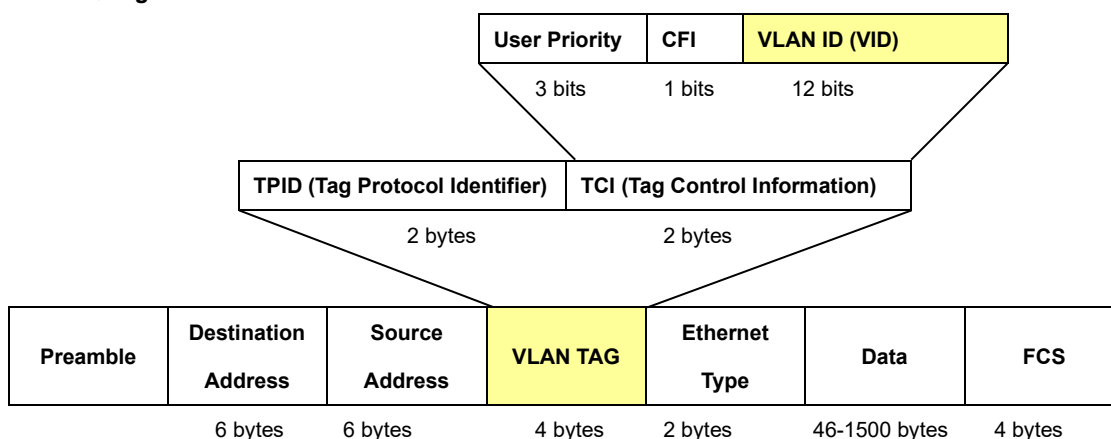 User Priority CFI VLAN ID (VID)
3 bits 1 bits 12 bits
TPID (Tag Protocol Identifier) TCI (Tag Control Information)
2 bytes 2 bytes
Preamble Destination Address Source Address VLAN TAG Ethernet Type Data FCS
6 bytes 6 bytes 4 bytes 2 bytes 46-1500 bytes 4 bytes